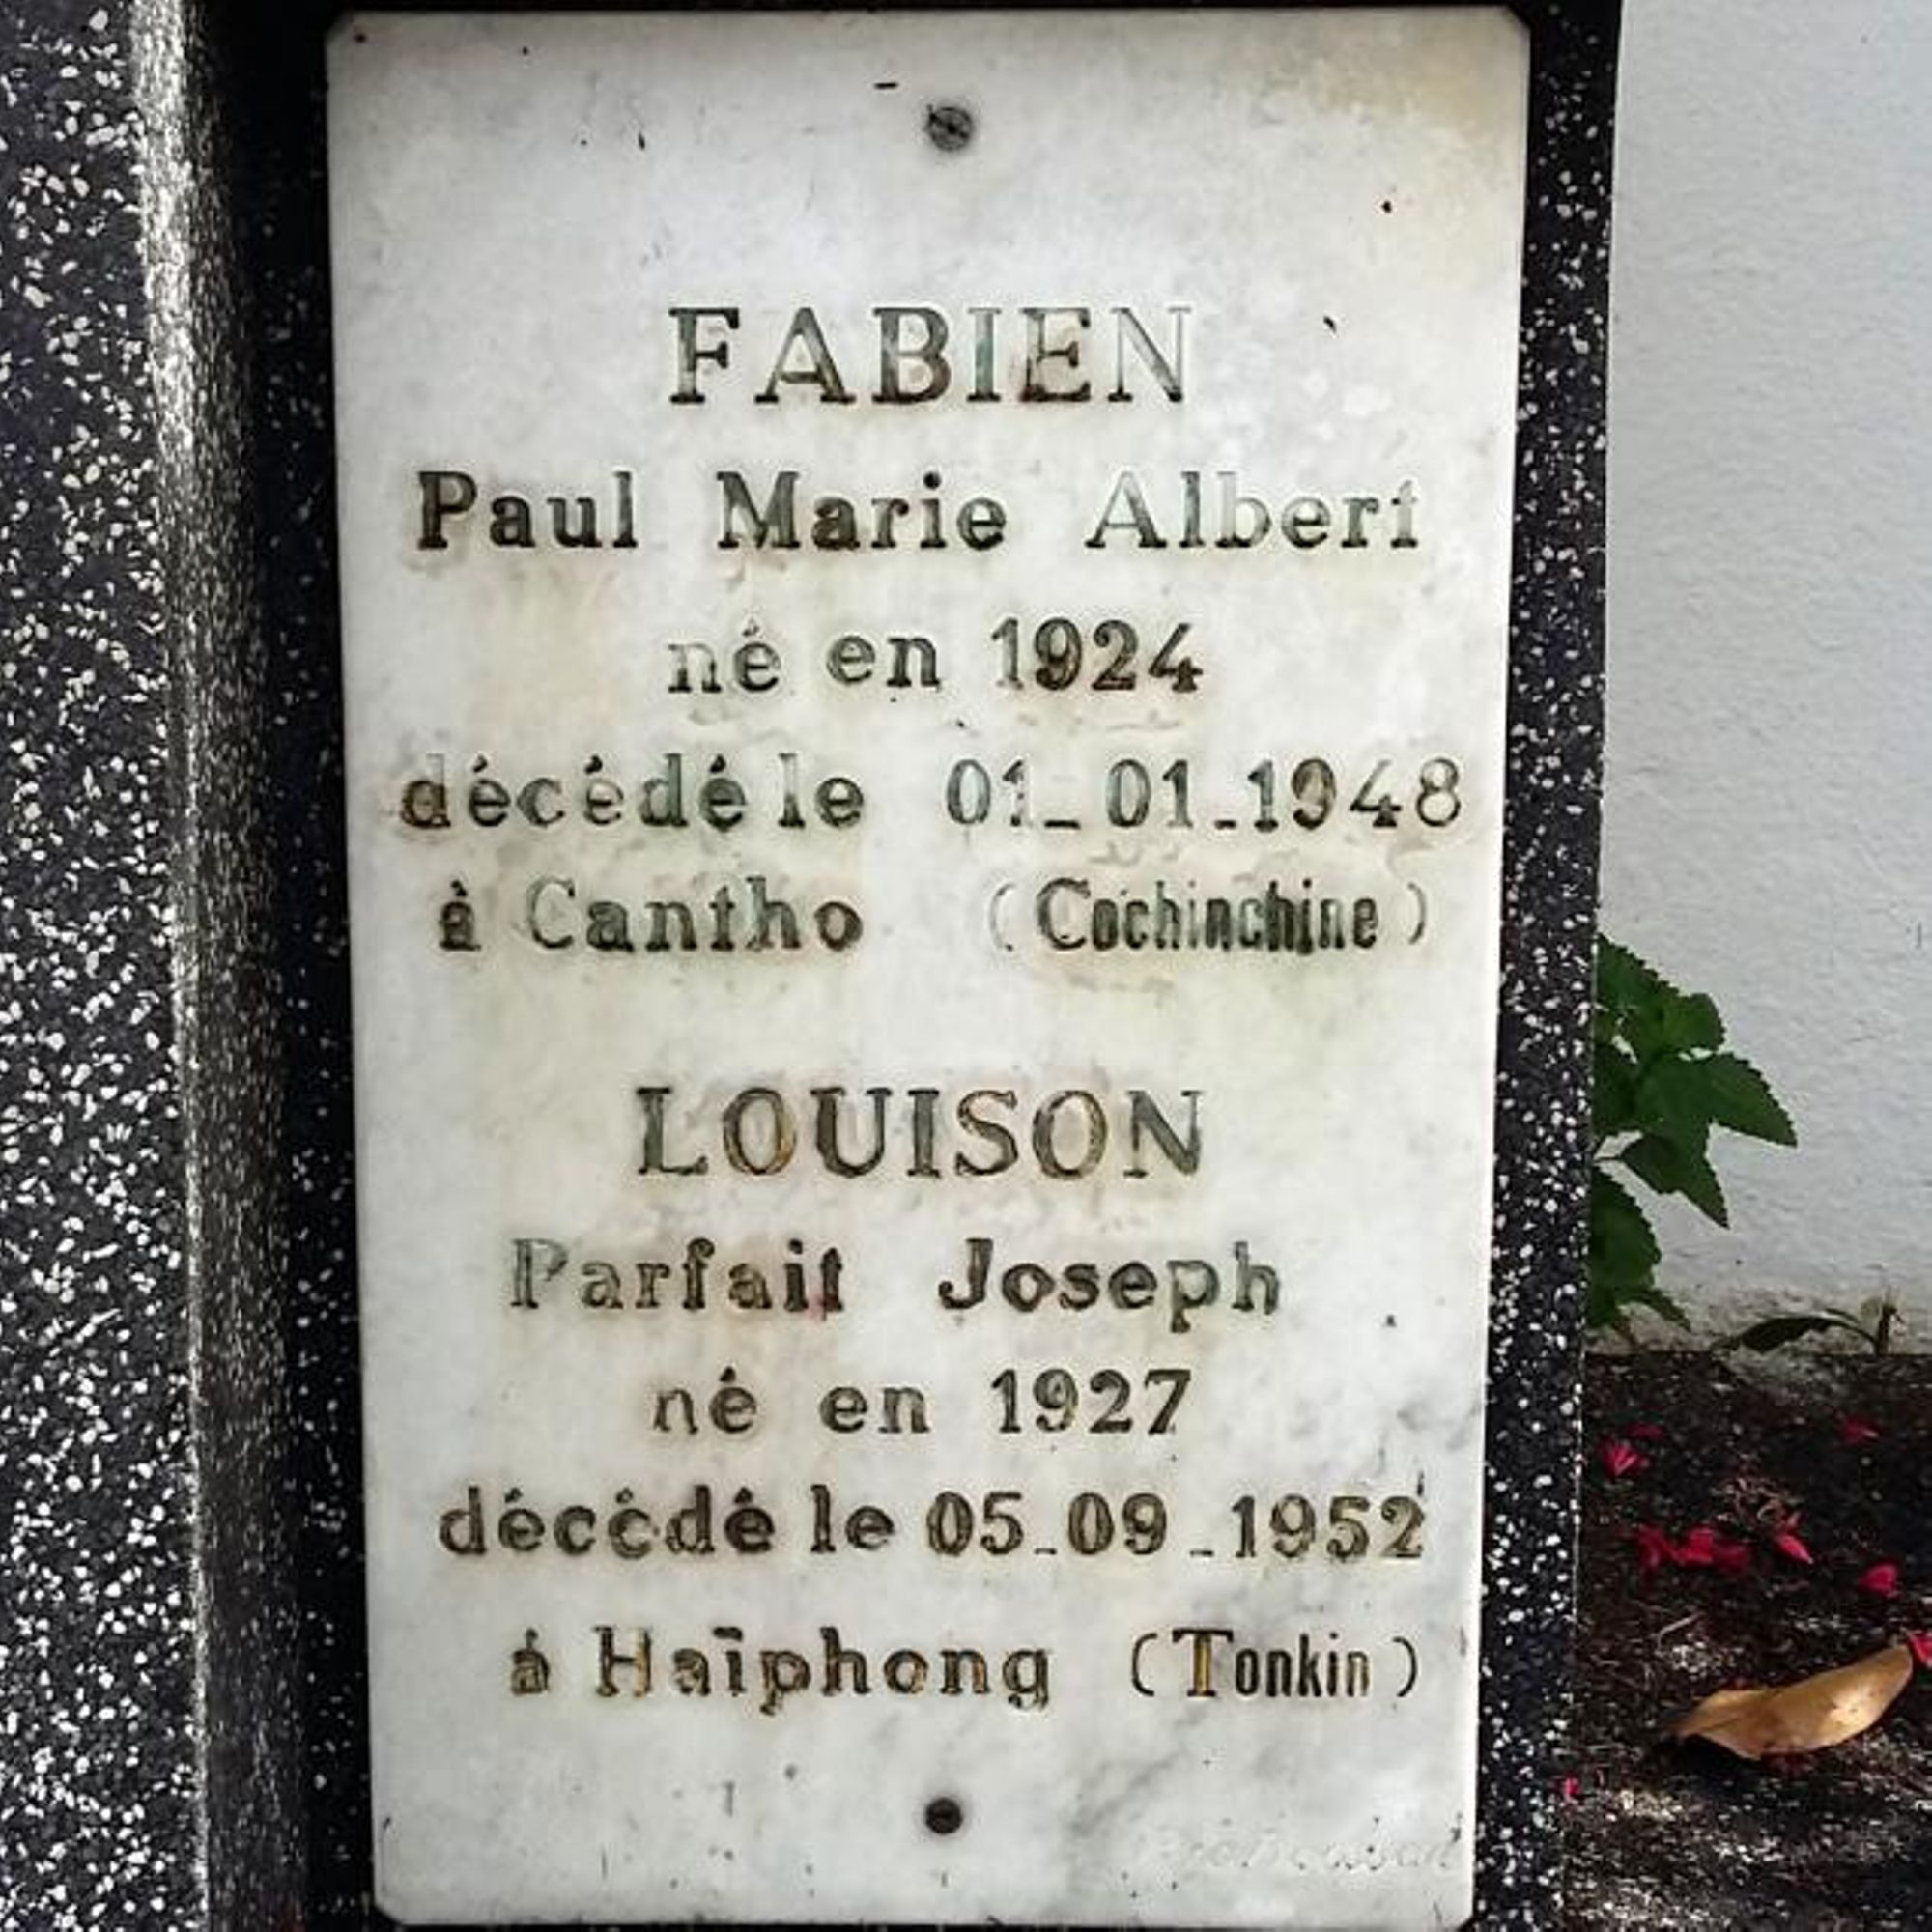 FABIEN
Paul Marie Albert
né en 1924
décédé le 01_01_1948
à Cantho (Cochinchine)
LOUISON
Parfait Joseph
né en 1927
décédé le 05_09_1952
à Haïphong (Tonkin)